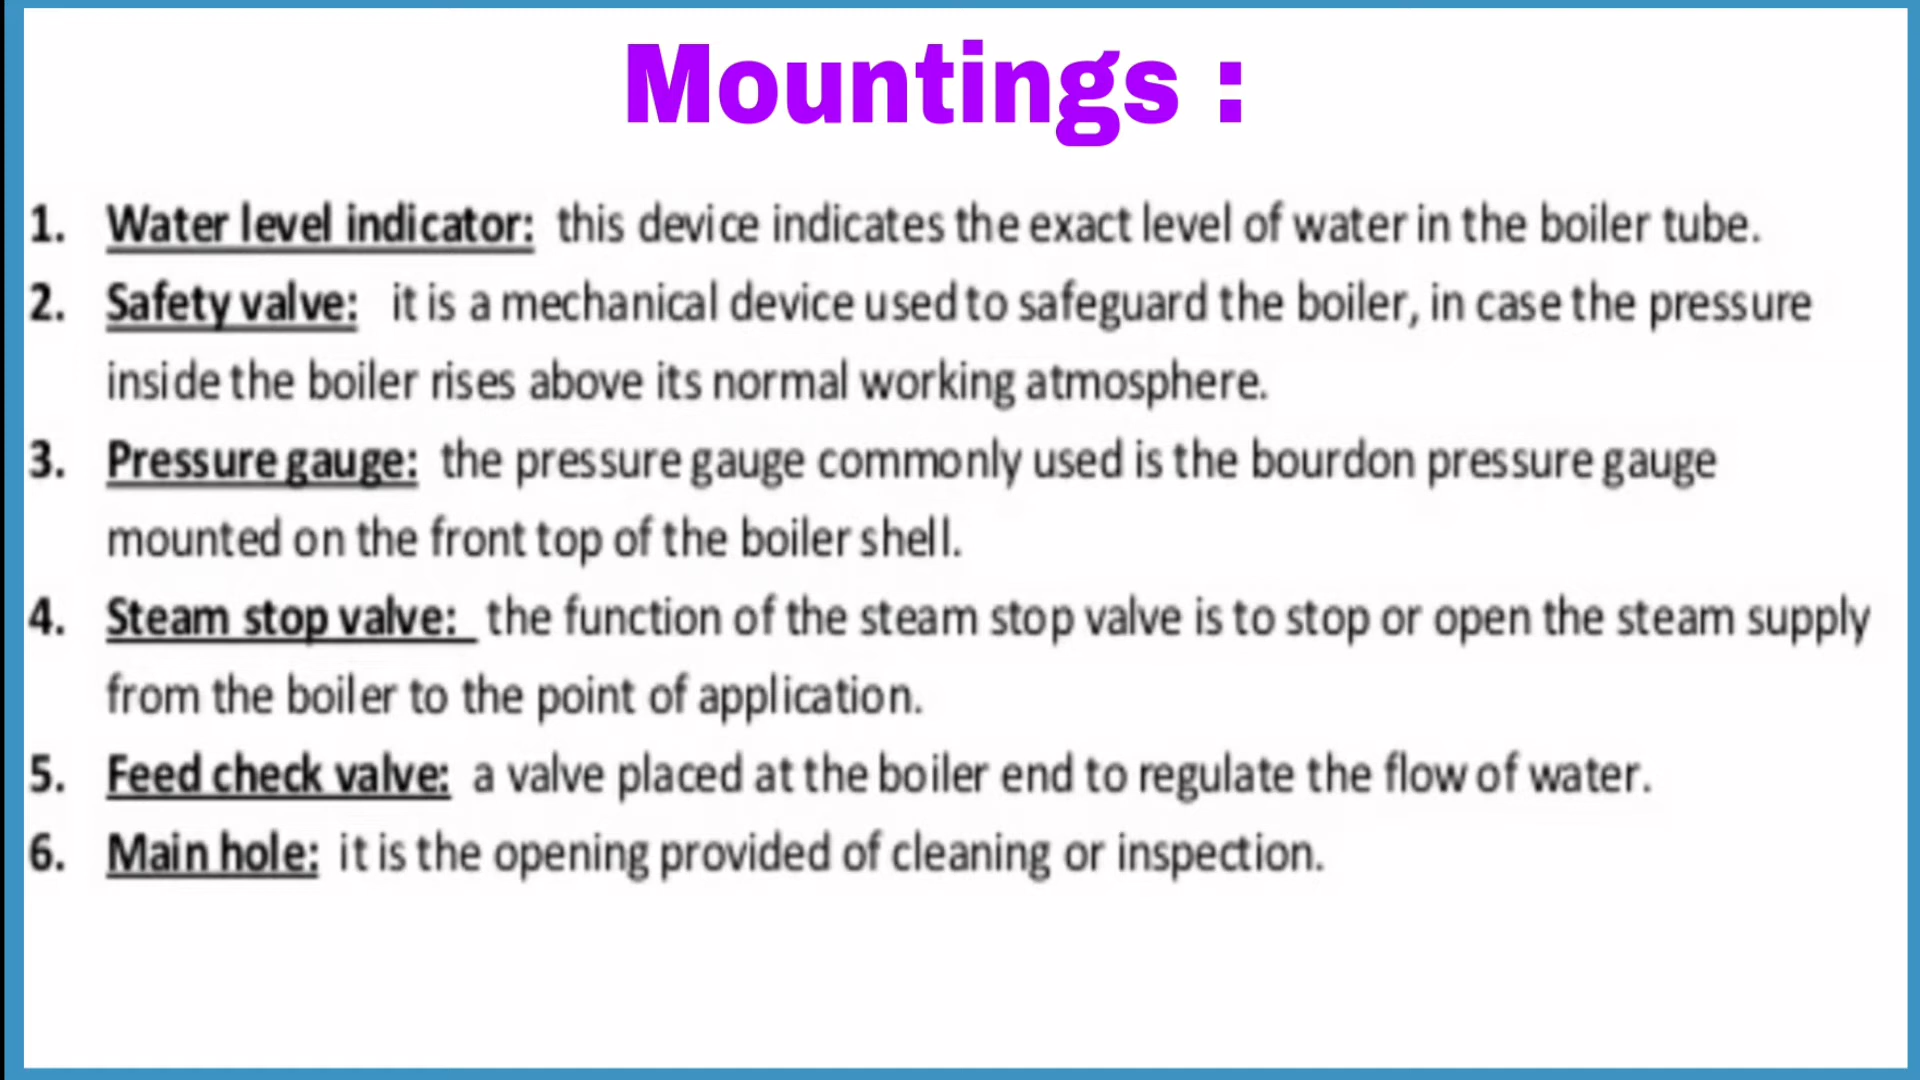 Mountings :
1. Water level indicator: this device indicates the exact level of water in the boiler tube.
2. Safety valve: it is a mechanical device used to safeguard the boiler, in case the pressure
inside the boiler rises above its normal working atmosphere.
3. Pressure gauge: the pressure gauge commonly used is the bourdon pressure gauge
mounted on the front top of the boiler shell.
4. Steam stop valve: the function of the steam stop valve is to stop or open the steam supply
from the boiler to the point of application.
5. Feed check valve: a valve placed at the boiler end to regulate the flow of water.
6. Main hole: it is the opening provided of cleaning or inspection.